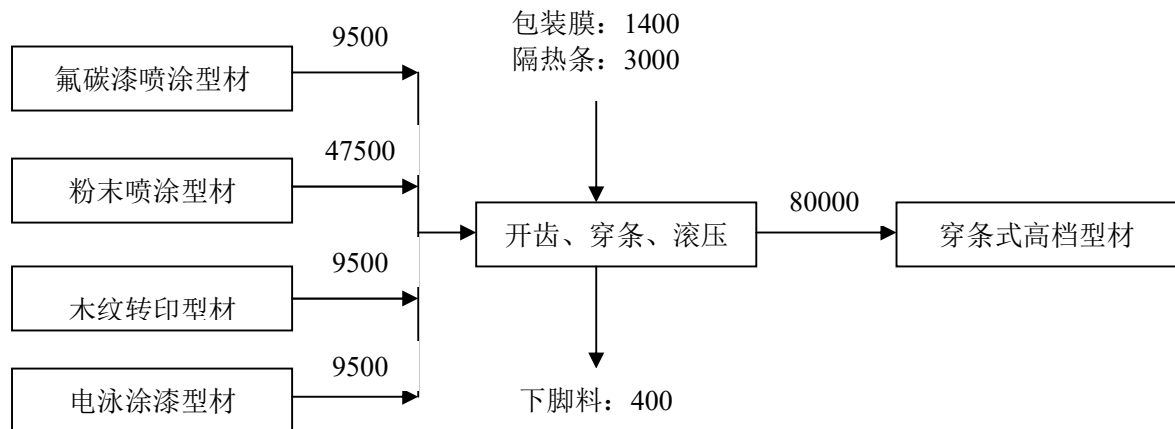 9500
包装膜：1400
隔热条：3000
氟碳漆喷涂型材
47500
粉末喷涂型材
80000
开齿、穿条、滚压
穿条式高档型材
9500
木纹转印型材
9500
电泳涂漆型材
下脚料：400